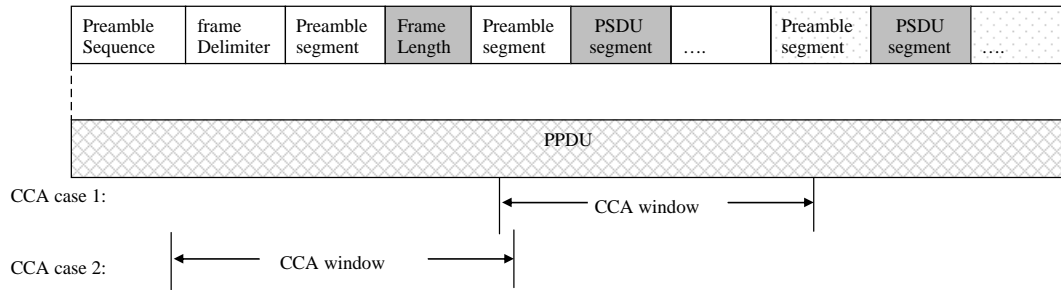 Preamble Sequence
frame Delimiter
Preamble segment
Frame Length
Preamble segment
PSDU segment
....
Preamble segment
PSDU segment
....
PPDU
CCA case 1:
CCA window
CCA case 2:
CCA window